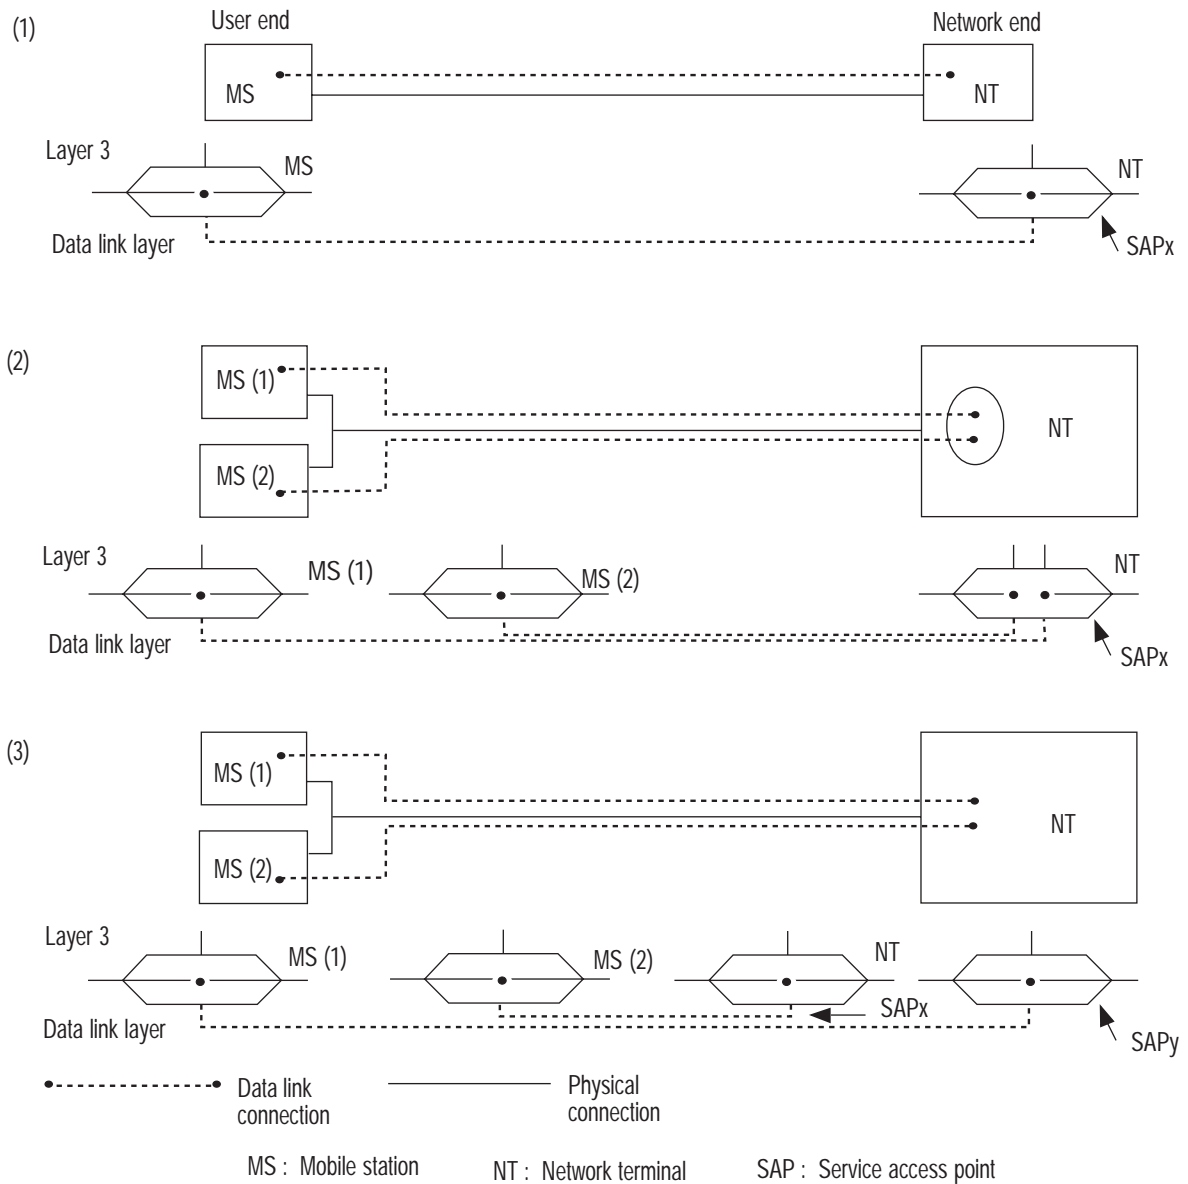 (1)
User end
Network end
MS
NT
Layer 3
MS
NT
Data link layer
SAPx
(2)
MS (1)
NT
MS (2)
Layer 3
MS (1)
MS (2)
NT
Data link layer
SAPx
(3)
MS (1)
NT
MS (2)
Layer 3
MS (1)
MS (2)
NT
SAPx
Data link layer
SAPy
Data link
connection
Physical
connection
MS : Mobile station
NT : Network terminal
SAP : Service access point